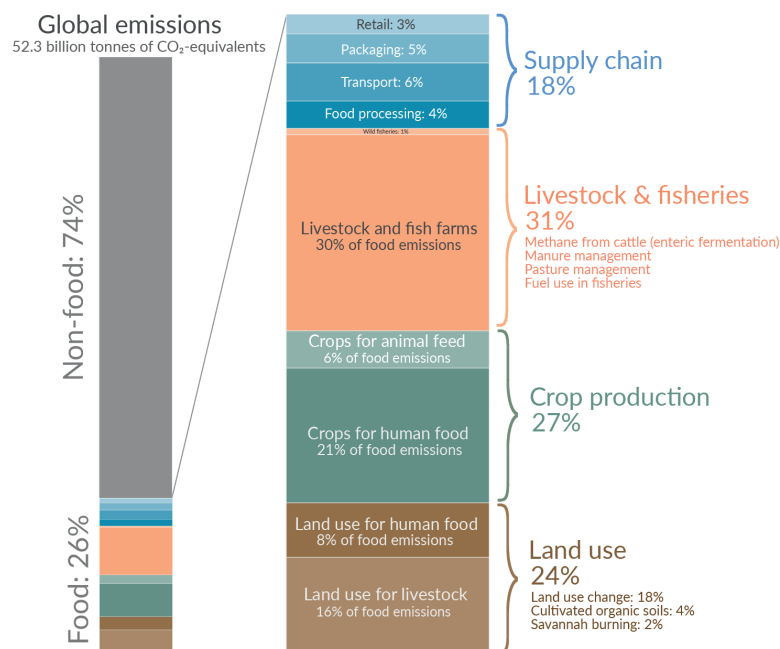 Global emissions
52.3 billion tonnes of CO₂-equivalents
Non-food: 74%
Food: 26%
Retail: 3%
Packaging: 5%
Transport: 6%
Food processing: 4%
Wild fisheries: 1%
Livestock and fish farms
30% of food emissions
Crops for animal feed
6% of food emissions
Crops for human food
21% of food emissions
Land use for human food
8% of food emissions
Land use for livestock
16% of food emissions
Supply chain
18%
Livestock & fisheries
31%
Methane from cattle (enteric fermentation)
Manure management
Pasture management
Fuel use in fisheries
Crop production
27%
Land use
24%
Land use change: 18%
Cultivated organic soils: 4%
Savannah burning: 2%